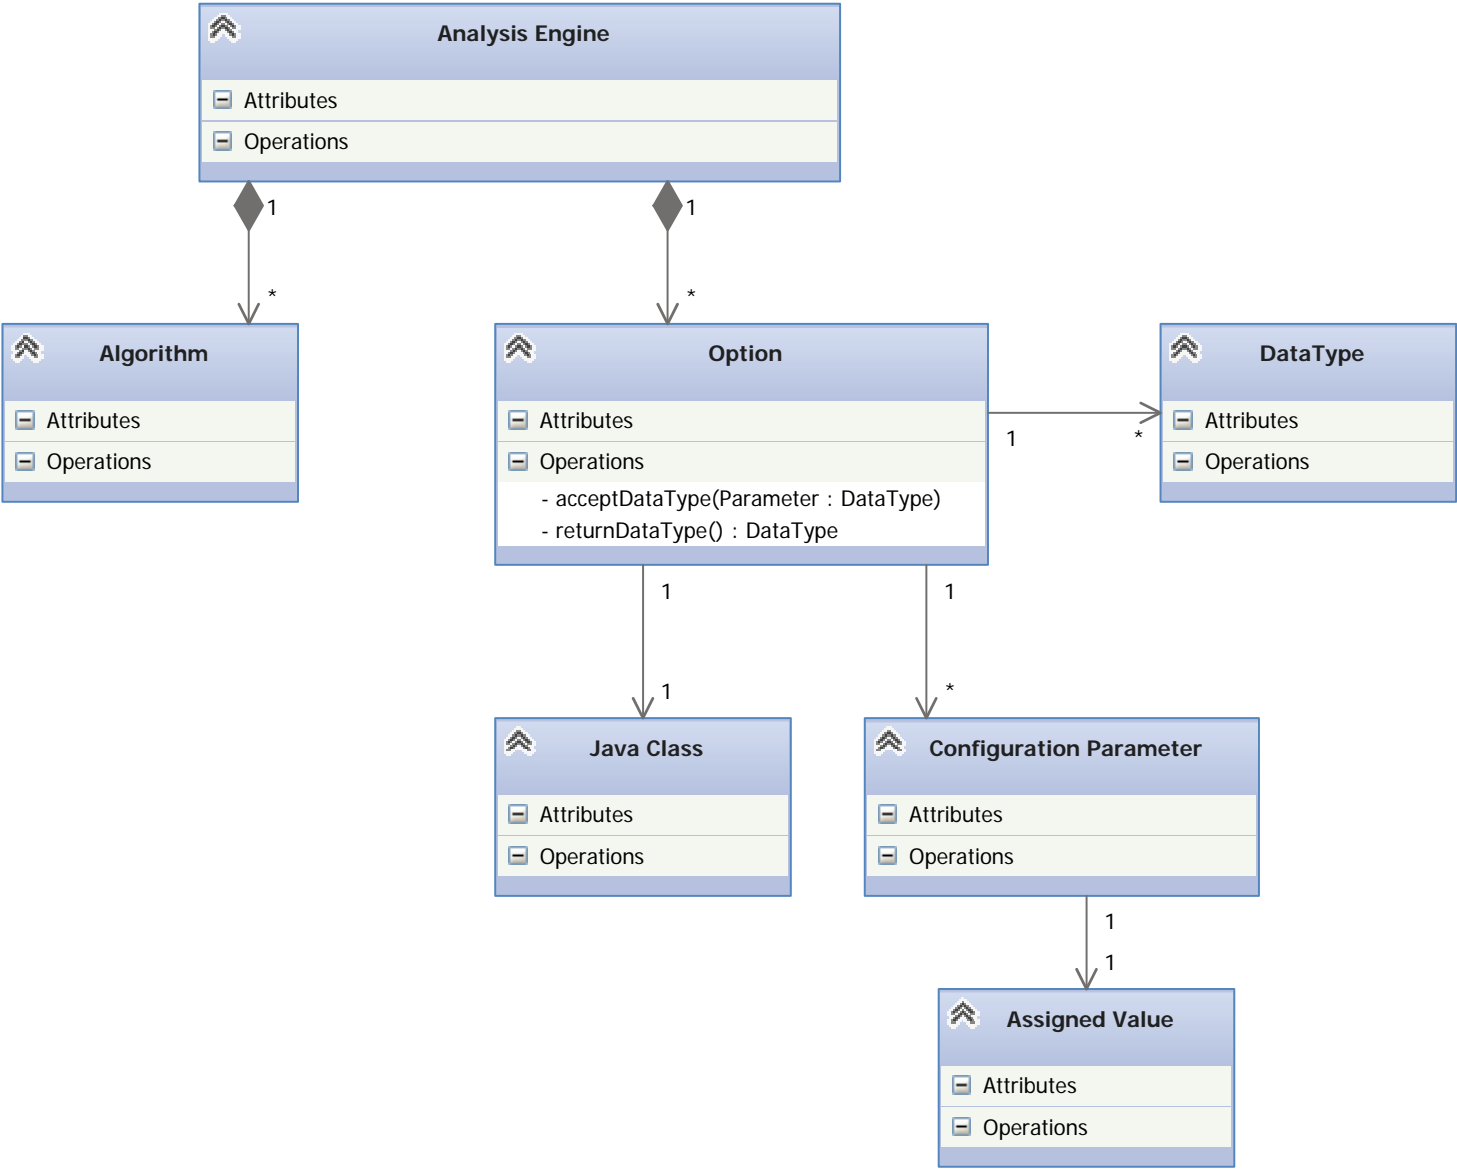 Analysis Engine
Attributes
Operations
1
1
*
*
Algorithm
Attributes
Operations
Option
Attributes
Operations
- acceptDataType(Parameter : DataType)
- returnDataType() : DataType
1
*
DataType
Attributes
Operations
1
1
1
*
Java Class
Attributes
Operations
Configuration Parameter
Attributes
Operations
1
1
Assigned Value
Attributes
Operations